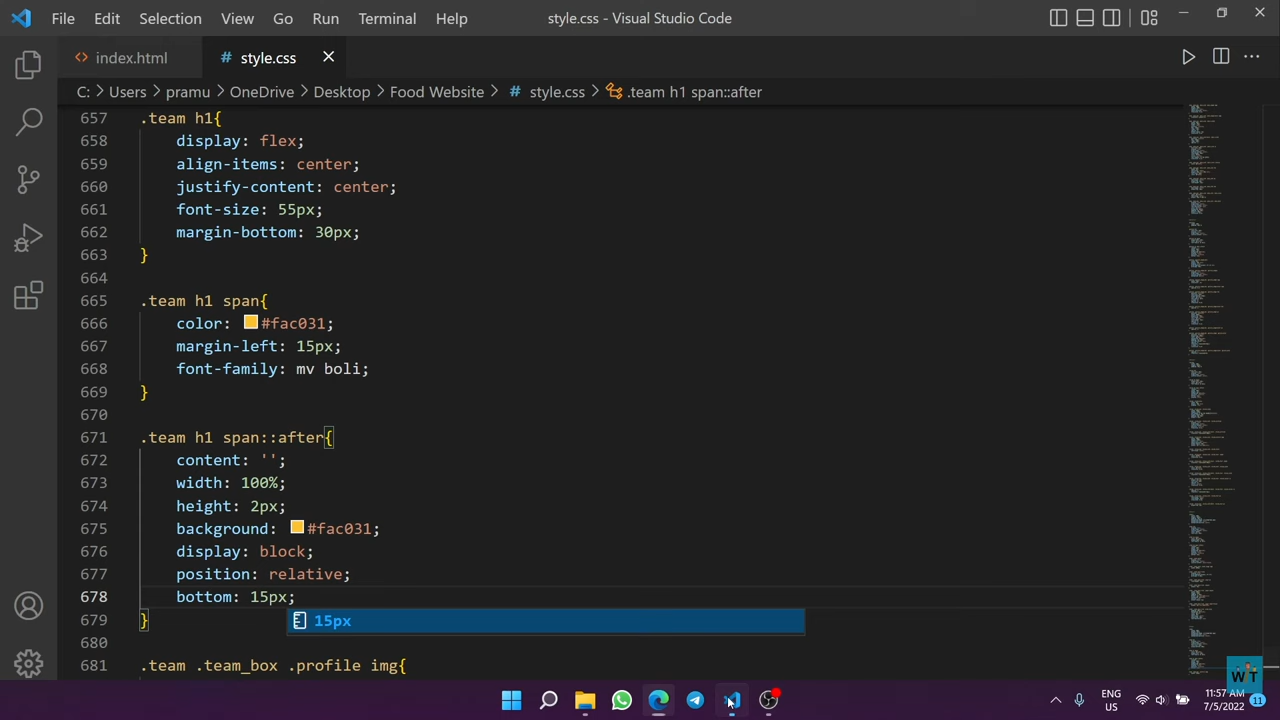 File Edit Selection View Go Run Terminal Help style.css - Visual Studio Code
index.html # style.css
C: > Users > pramu > OneDrive > Desktop > Food Website > # style.css > .team h1 span::after
657 .team h1{
658 display: flex;
659 align-items: center;
660 justify-content: center;
661 font-size: 55px;
662 margin-bottom: 30px;
663 }
664
665 .team h1 span{
666 color: #fac031;
667 margin-left: 15px;
668 font-family: mv boli;
669 }
670
671 .team h1 span::after{
672 content: '';
673 width: 100%;
674 height: 2px;
675 background: #fac031;
676 display: block;
677 position: relative;
678 bottom: 15px;
679 }
15px
680
681 .team .team_box .profile img{
WT
ENG
US
11:57 AM
7/5/2022
11